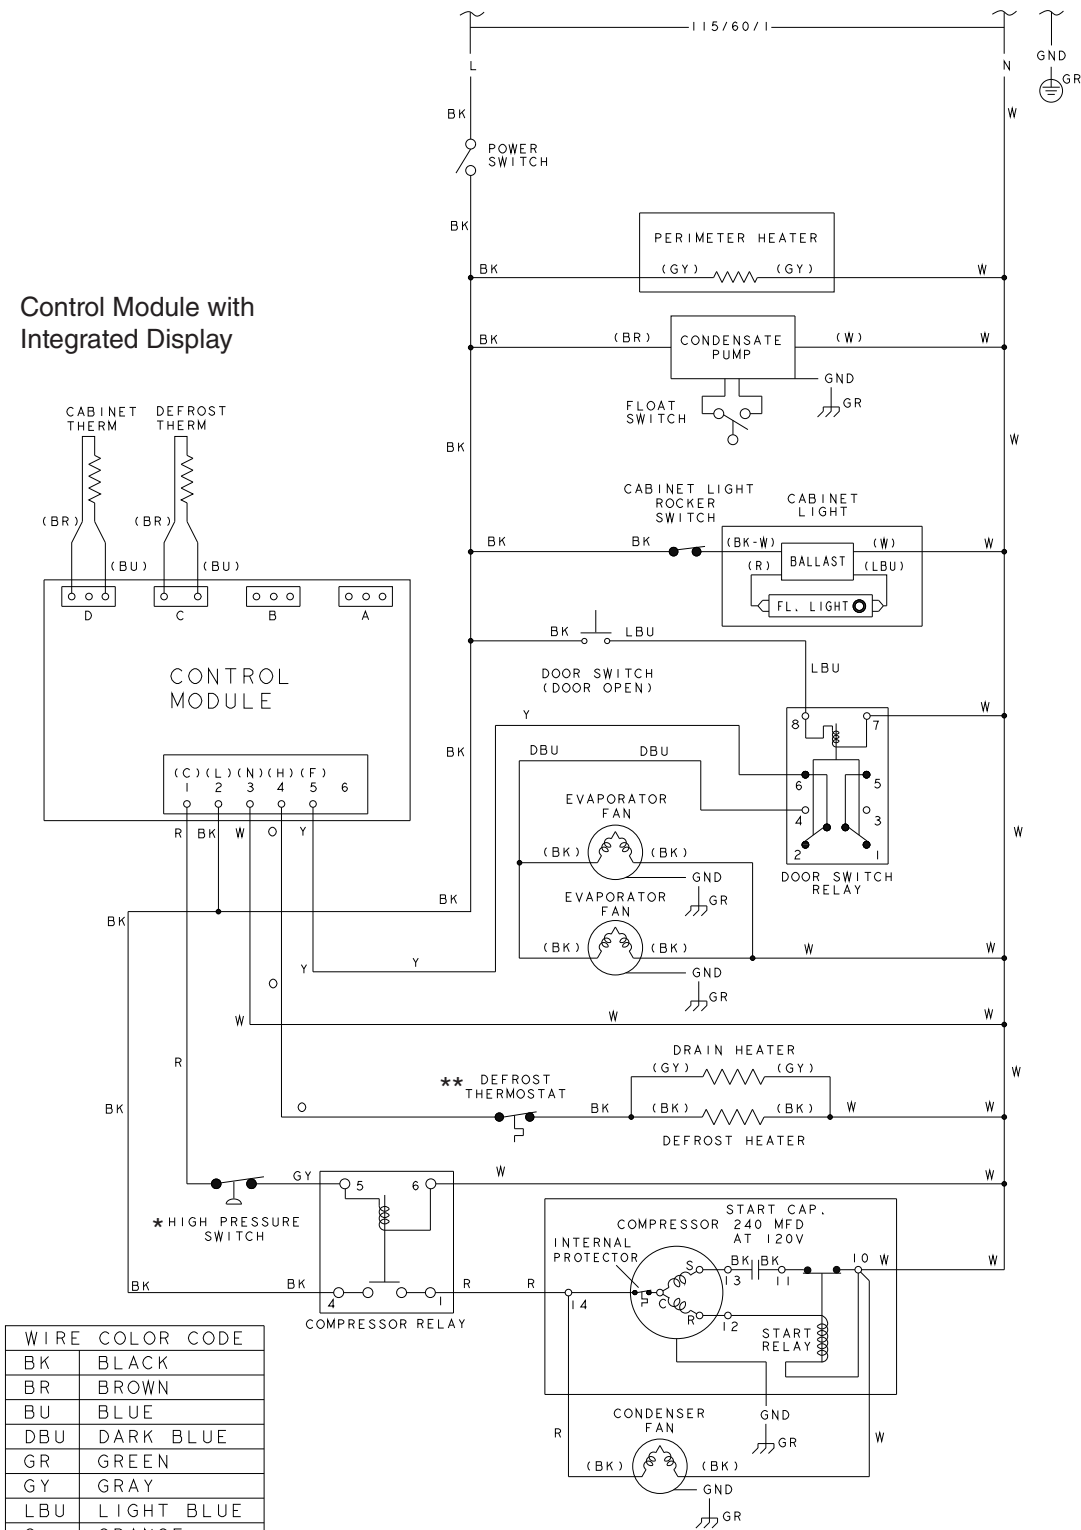 115/60/1
L
N
GND
GR
BK
W
POWER
SWITCH
BK
PERIMETER HEATER
BK
(GY)
(GY)
W
Control Module with
Integrated Display
BK
(BR)
CONDENSATE
PUMP
(W)
W
GND
GR
FLOAT
SWITCH
CABINET
THERM
DEFROST
THERM
BK
W
CABINET LIGHT
ROCKER
SWITCH
CABINET
LIGHT
(BR)
(BR)
(BU)
(BU)
BK
BK
(BK-W)
(W)
W
BALLAST
(R)
(LBU)
FL. LIGHT
D
C
B
A
BK
LBU
DOOR SWITCH
(DOOR OPEN)
LBU
CONTROL
MODULE
Y
8
7
W
BK
DBU
DBU
(C) (L) (N) (H) (F)
1 2 3 4 5 6
6
5
4
3
2
1
EVAPORATOR
FAN
R
BK
W
O
Y
W
(BK)
(BK)
GND
GR
DOOR SWITCH
RELAY
BK
BK
EVAPORATOR
FAN
(BK)
(BK)
W
W
GND
GR
Y
Y
O
W
W
W
R
DRAIN HEATER
(GY)
(GY)
W
** DEFROST
THERMOSTAT
BK
O
BK
(BK)
(BK)
W
W
DEFROST HEATER
GY
5
6
W
W
*HIGH PRESSURE
SWITCH
START CAP.
240 MFD
AT 120V
COMPRESSOR
INTERNAL
PROTECTOR
BK
BK
10
W
W
S
13
11
BK
BK
4
1
R
R
14
C
R
12
COMPRESSOR RELAY
START
RELAY
GND
GR
CONDENSER
FAN
R
W
(BK)
(BK)
GND
GR
WIRE COLOR CODE
BK BLACK
BR BROWN
BU BLUE
DBU DARK BLUE
GR GREEN
GY GRAY
LBU LIGHT BLUE